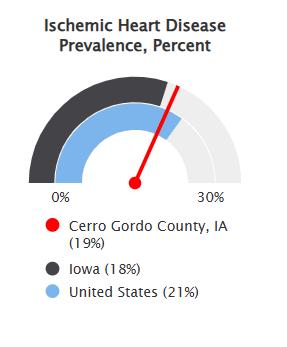 Ischemic Heart Disease
Prevalence, Percent
0%
30%
Cerro Gordo County, IA
(19%)
Iowa (18%)
United States (21%)